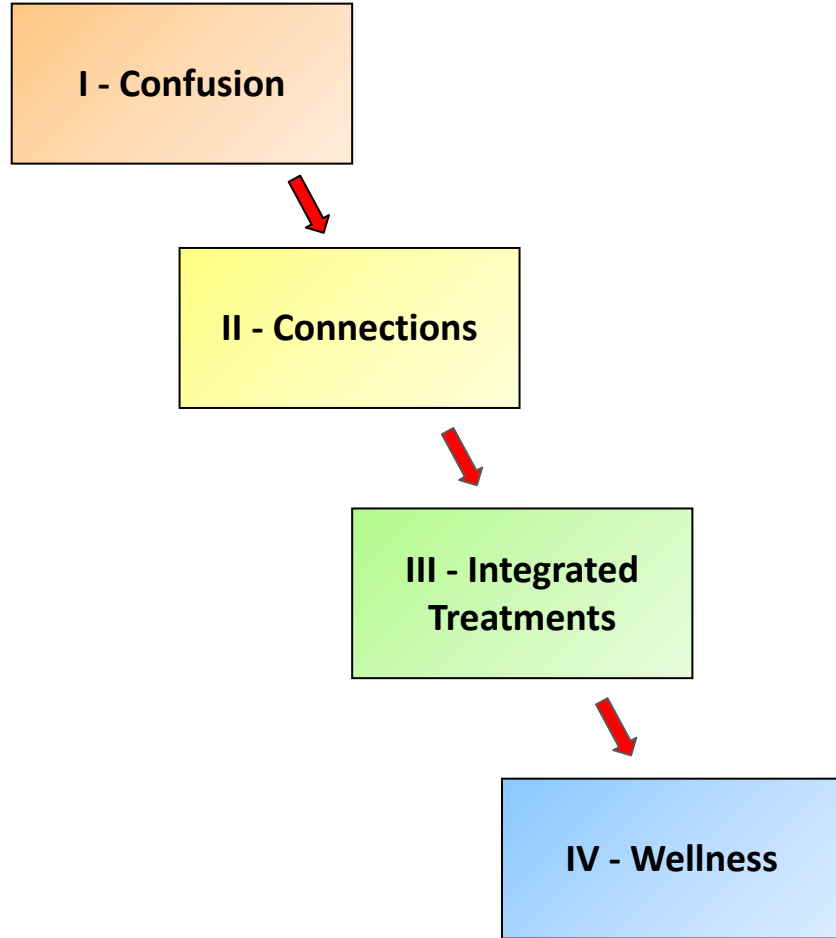 I - Confusion
II - Connections
III - Integrated
Treatments
IV - Wellness